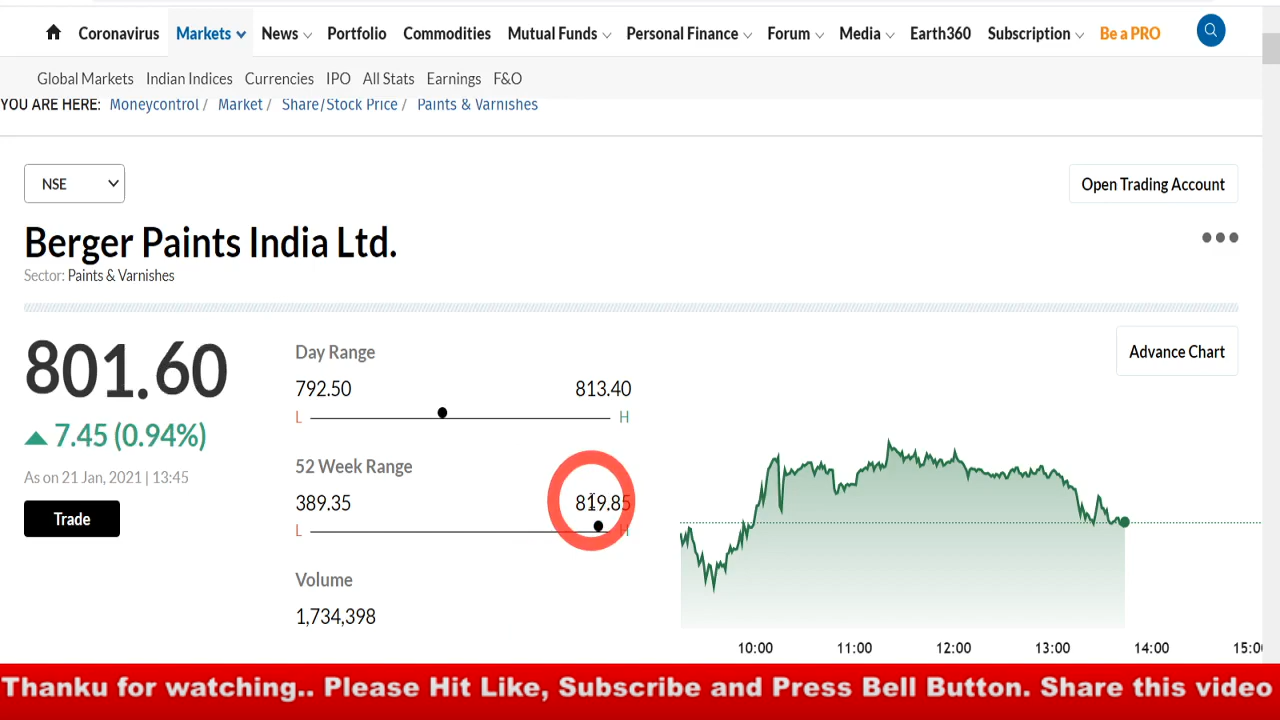 Coronavirus Markets News Portfolio Commodities Mutual Funds Personal Finance Forum Media Earth360 Subscription Be a PRO
Global Markets Indian Indices Currencies IPO All Stats Earnings F&O
YOU ARE HERE: Moneycontrol / Market / Share/Stock Price / Paints & Varnishes
NSE
Open Trading Account
Berger Paints India Ltd.
Sector: Paints & Varnishes
801.60
7.45 (0.94%)
As on 21 Jan, 2021 | 13:45
Trade
Day Range
792.50 813.40
L H
52 Week Range
389.35 819.85
L H
Volume
1,734,398
Advance Chart
10:00 11:00 12:00 13:00 14:00 15:00
Thanku for watching.. Please Hit Like, Subscribe and Press Bell Button. Share this video